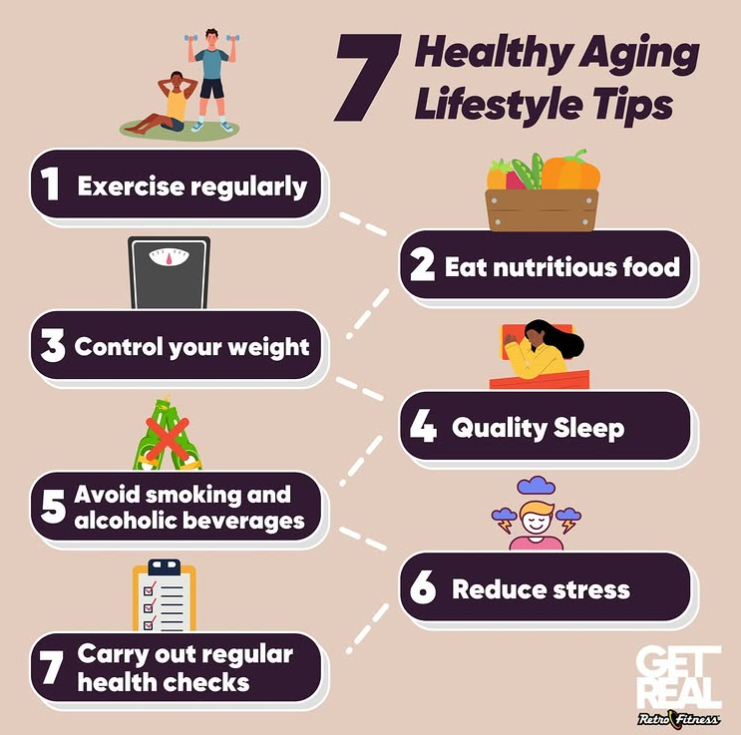 7 Healthy Aging
Lifestyle Tips
1 Exercise regularly
2 Eat nutritious food
3 Control your weight
4 Quality Sleep
5 Avoid smoking and
alcoholic beverages
6 Reduce stress
7 Carry out regular
health checks
GET
REAL
Retro Fitness